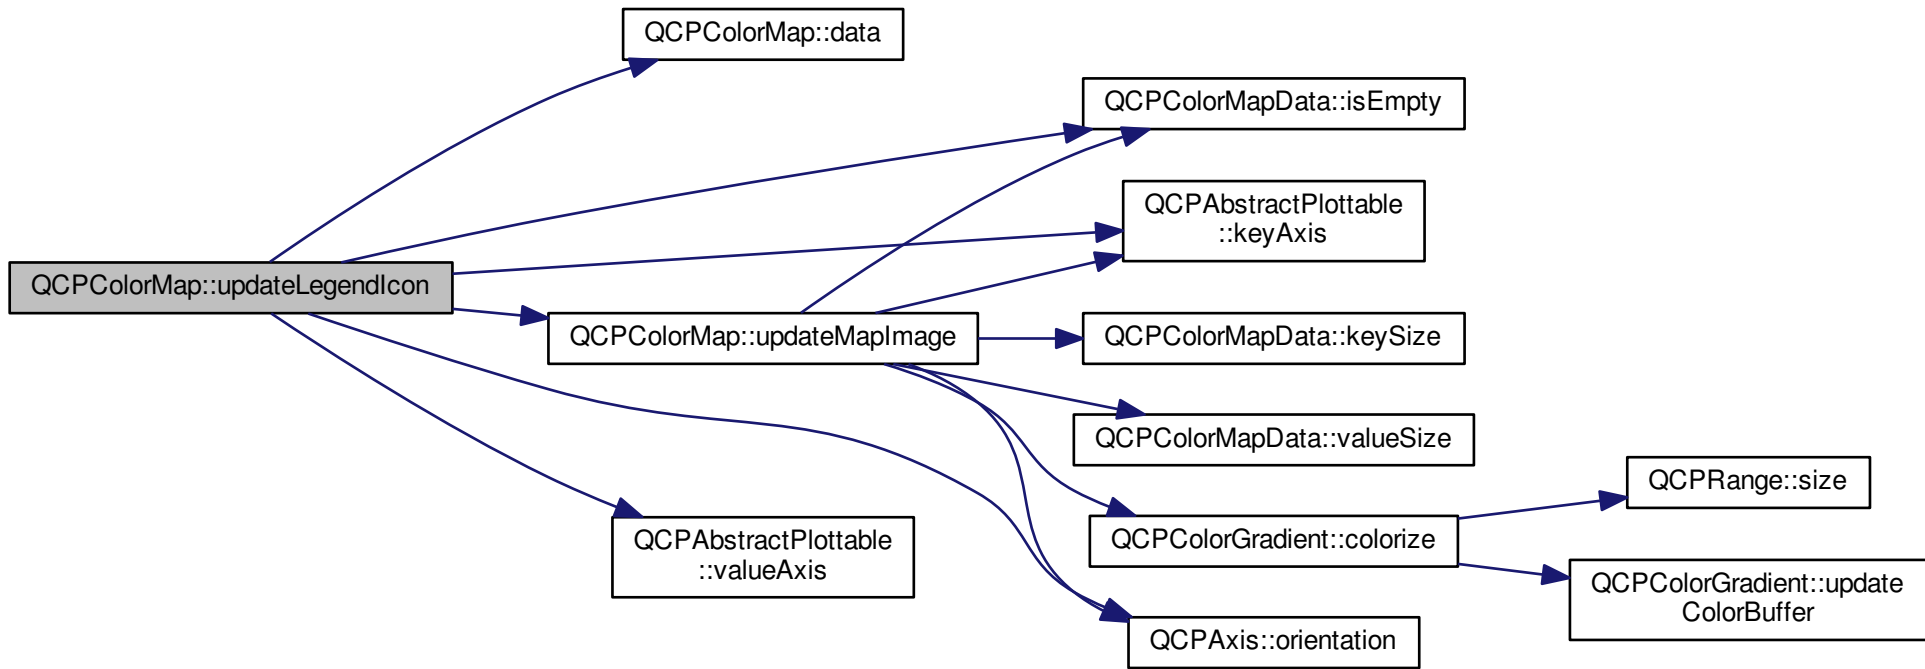 QCPColorMap::data
QCPColorMapData::isEmpty
QCPAbstractPlottable
::keyAxis
QCPColorMap::updateLegendIcon
QCPColorMap::updateMapImage
QCPColorMapData::keySize
QCPColorMapData::valueSize
QCPRange::size
QCPAbstractPlottable
::valueAxis
QCPColorGradient::colorize
QCPColorGradient::update
ColorBuffer
QCPAxis::orientation